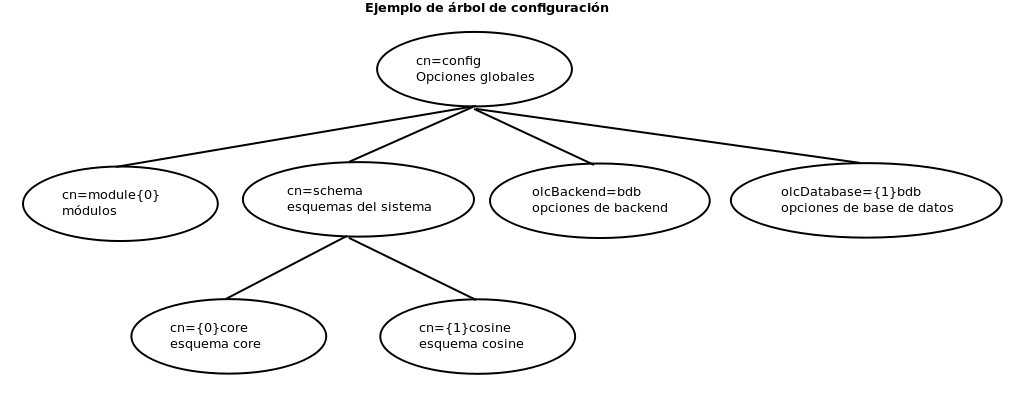 Ejemplo de árbol de configuración
cn=config
Opciones globales
cn=module{0}
módulos
cn=schema
esquemas del sistema
olcBackend=bdb
opciones de backend
olcDatabase={1}bdb
opciones de base de datos
cn={0}core
esquema core
cn={1}cosine
esquema cosine